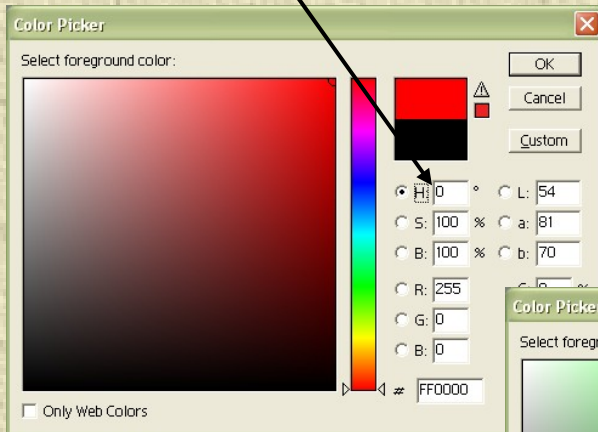 Color Picker
Select foreground color:
OK
Cancel
Custom
H: 0 °
L: 54
S: 100 %
a: 81
B: 100 %
b: 70
R: 255
G: 0
B: 0
# FF0000
Only Web Colors
Color Picke
Select foregr